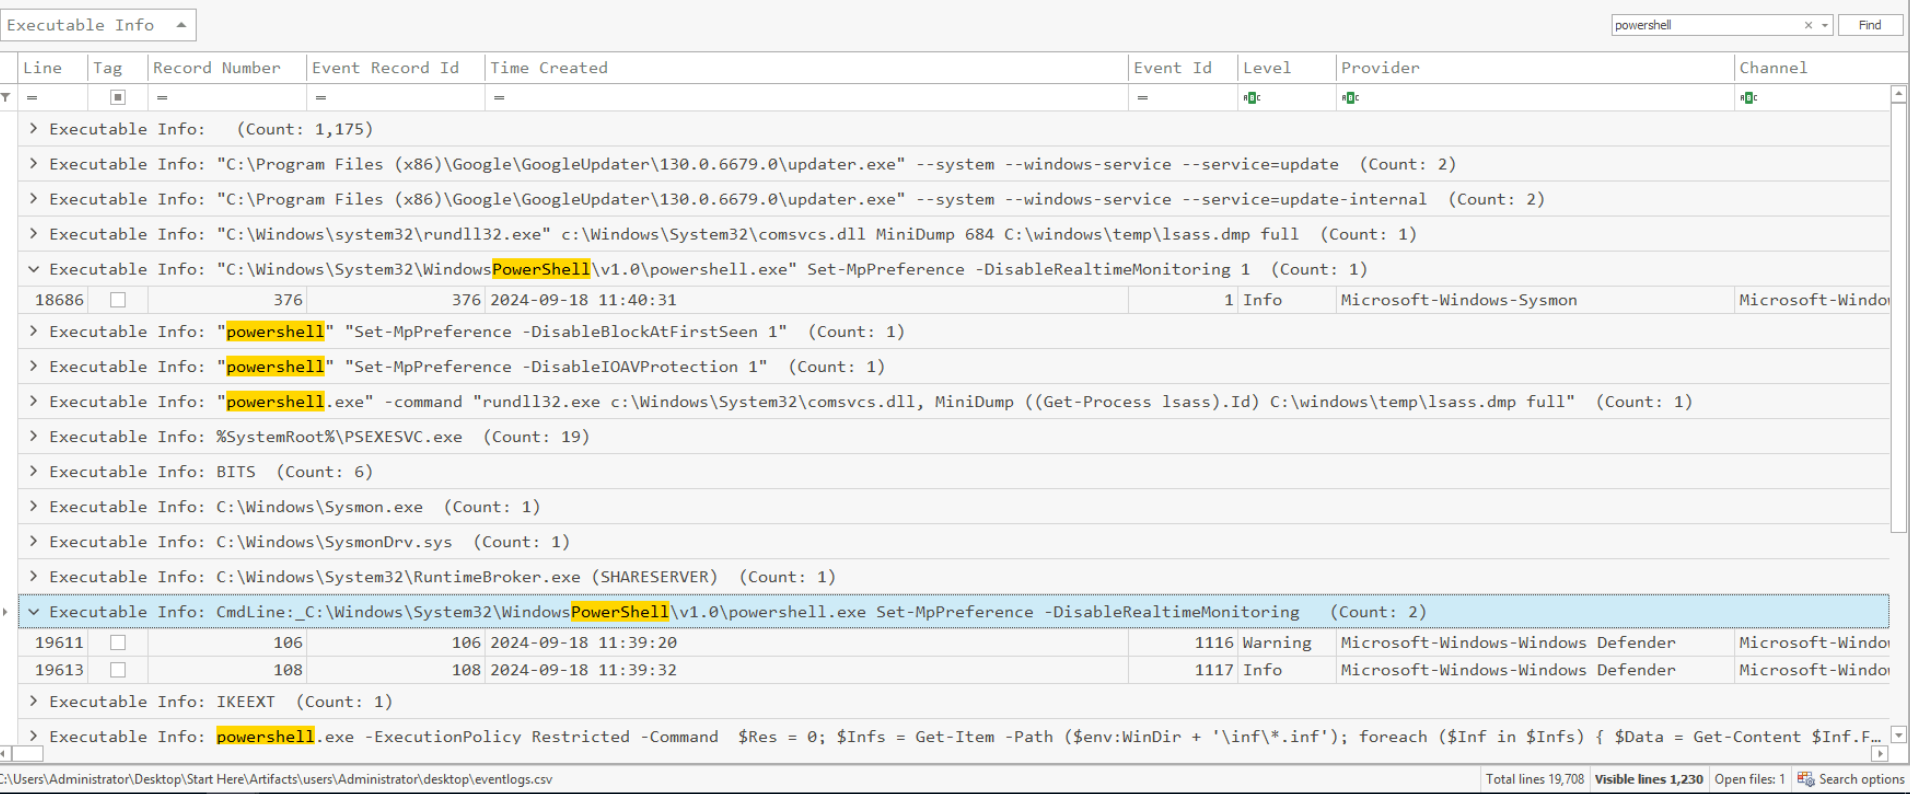 Executable Info
powershell
Find
Line Tag Record Number Event Record Id Time Created Event Id Level Provider Channel
= = = = = ABC ABC ABC
Executable Info:   (Count: 1,175)
Executable Info: "C:\Program Files (x86)\Google\GoogleUpdater\130.0.6679.0\updater.exe" --system --windows-service --service=update  (Count: 2)
Executable Info: "C:\Program Files (x86)\Google\GoogleUpdater\130.0.6679.0\updater.exe" --system --windows-service --service=update-internal  (Count: 2)
Executable Info: "C:\Windows\system32\rundll32.exe" c:\Windows\System32\comsvcs.dll MiniDump 684 C:\windows\temp\lsass.dmp full  (Count: 1)
Executable Info: "C:\Windows\System32\WindowsPowerShell\v1.0\powershell.exe" Set-MpPreference -DisableRealtimeMonitoring 1  (Count: 1)
18686 376 376 2024-09-18 11:40:31 1 Info Microsoft-Windows-Sysmon Microsoft-Windo
Executable Info: "powershell" "Set-MpPreference -DisableBlockAtFirstSeen 1"  (Count: 1)
Executable Info: "powershell" "Set-MpPreference -DisableIOAVProtection 1"  (Count: 1)
Executable Info: "powershell.exe" -command "rundll32.exe c:\Windows\System32\comsvcs.dll, MiniDump ((Get-Process lsass).Id) C:\windows\temp\lsass.dmp full"  (Count: 1)
Executable Info: %SystemRoot%\PSEXESVC.exe  (Count: 19)
Executable Info: BITS  (Count: 6)
Executable Info: C:\Windows\Sysmon.exe  (Count: 1)
Executable Info: C:\Windows\SysmonDrv.sys  (Count: 1)
Executable Info: C:\Windows\System32\RuntimeBroker.exe (SHARESERVER)  (Count: 1)
Executable Info: CmdLine:_C:\Windows\System32\WindowsPowerShell\v1.0\powershell.exe Set-MpPreference -DisableRealtimeMonitoring   (Count: 2)
19611 106 106 2024-09-18 11:39:20 1116 Warning Microsoft-Windows-Windows Defender Microsoft-Windo
19613 108 108 2024-09-18 11:39:32 1117 Info Microsoft-Windows-Windows Defender Microsoft-Windo
Executable Info: IKEEXT  (Count: 1)
Executable Info: powershell.exe -ExecutionPolicy Restricted -Command  $Res = 0; $Infs = Get-Item -Path ($env:WinDir + '\inf\*.inf'); foreach ($Inf in $Infs) { $Data = Get-Content $Inf.F…
C:\Users\Administrator\Desktop\Start Here\Artifacts\users\Administrator\desktop\eventlogs.csv
Total lines 19,708 Visible lines 1,230 Open files: 1 Search options